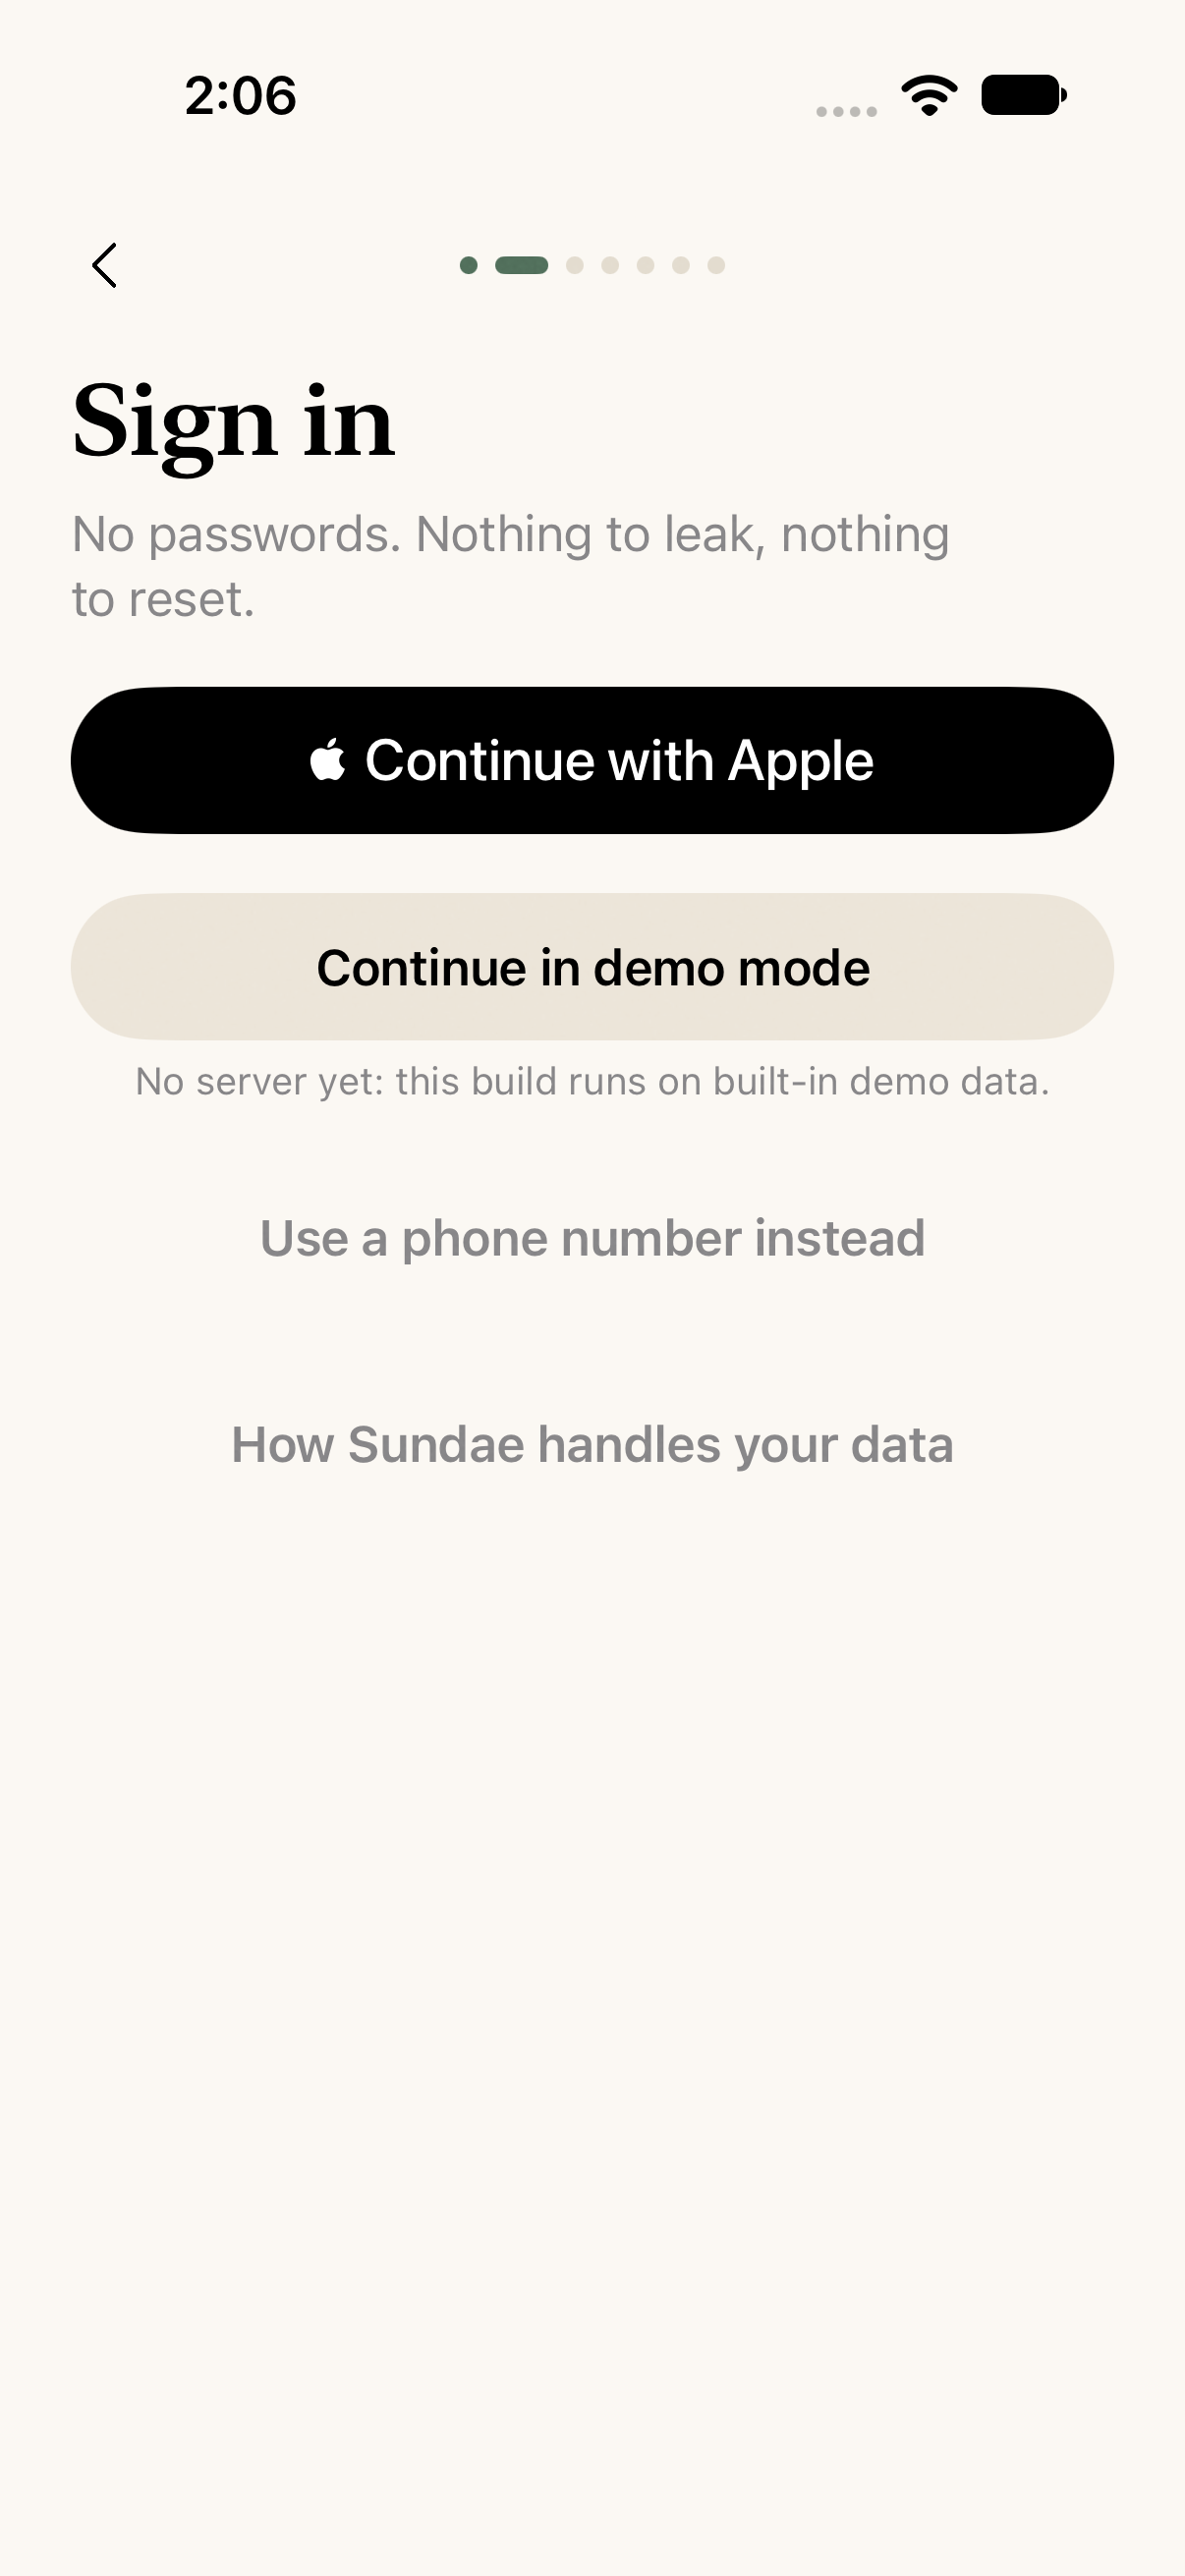 2:06
Sign in
No passwords. Nothing to leak, nothing
to reset.
Continue with Apple
Continue in demo mode
No server yet: this build runs on built-in demo data.
Use a phone number instead
How Sundae handles your data